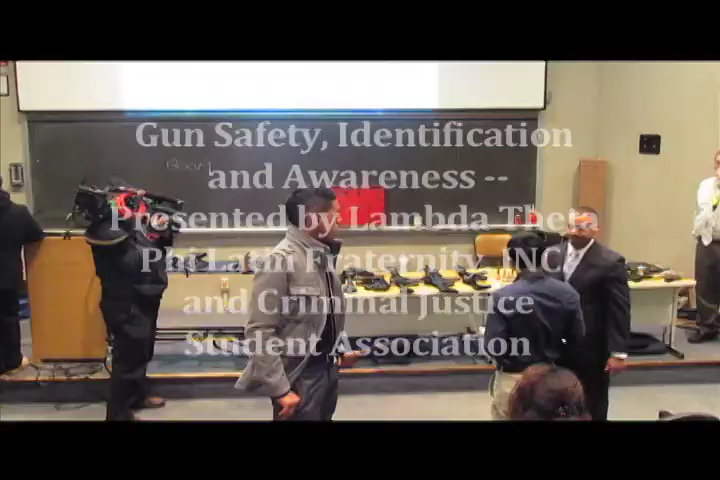 Gun Safety, Identification
and Awareness --
Presented by Lambda Theta
Phi Latin Fraternity, INC.
and Criminal Justice
Student Association